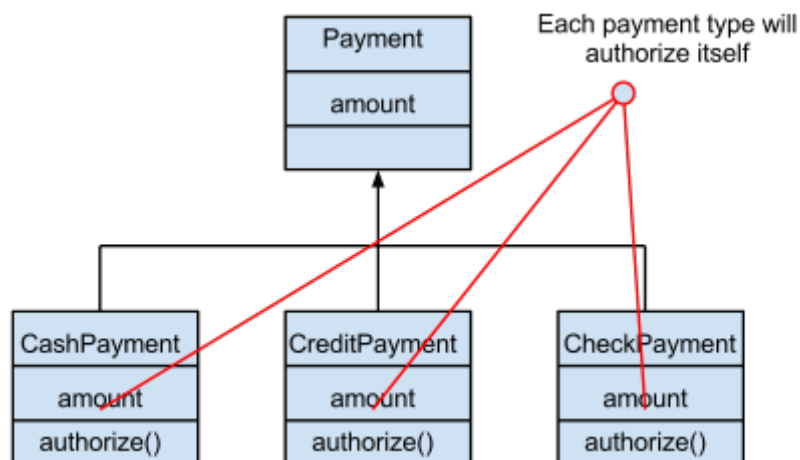 Payment
amount
Each payment type will
authorize itself
CashPayment
amount
authorize()
CreditPayment
amount
authorize()
CheckPayment
amount
authorize()